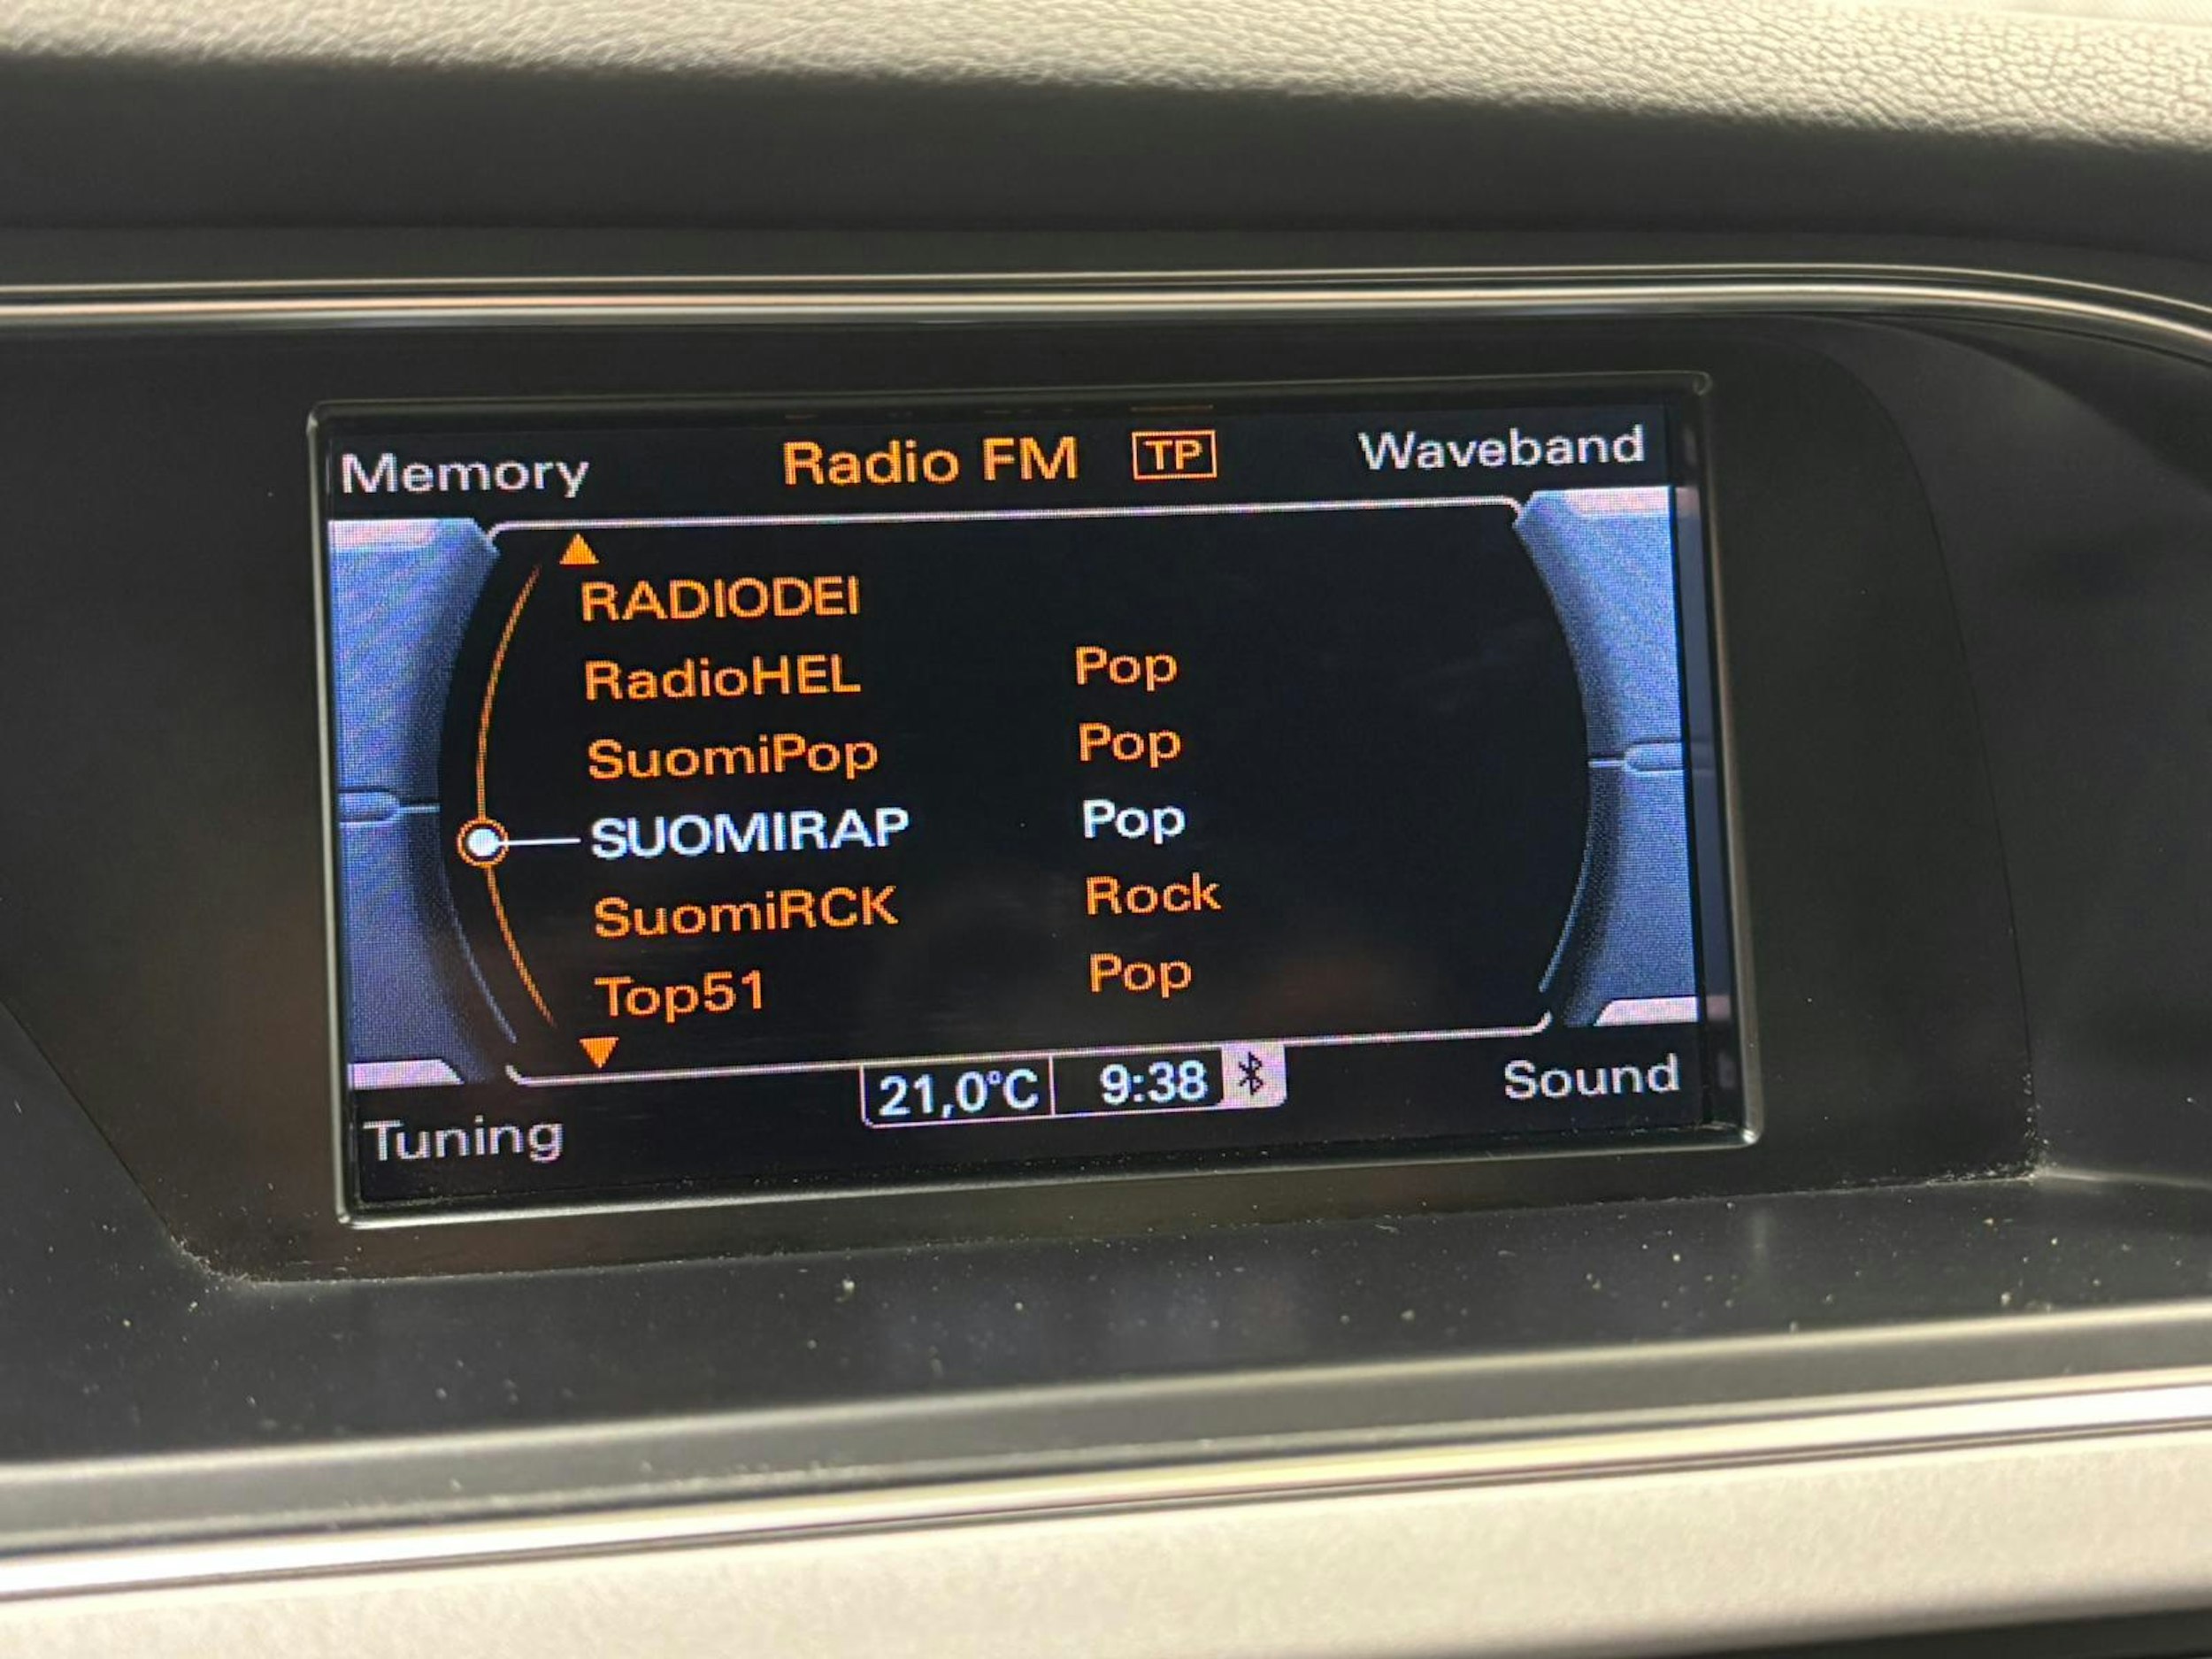 Memory Radio FM TP Waveband
RADIODEI
RadioHEL Pop
SuomiPop Pop
SUOMIRAP Pop
SuomiRCK Rock
Top51 Pop
21,0°C 9:38
Tuning Sound